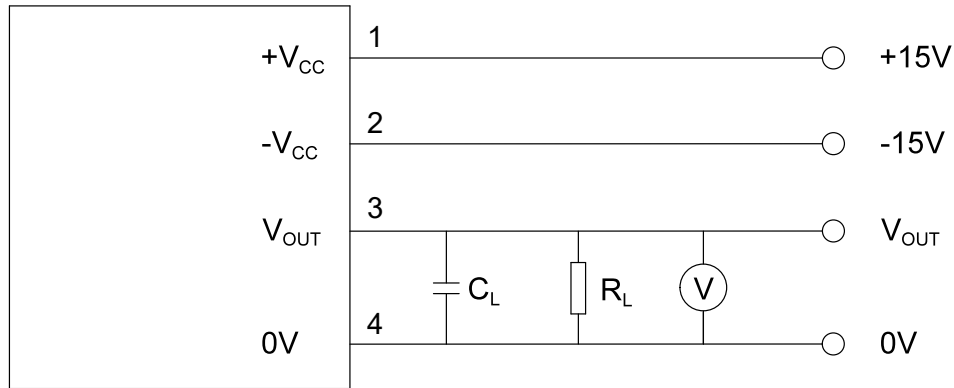 1
+VCC +15V
2
-VCC -15V
3
VOUT VOUT
CL RL V
4
0V 0V